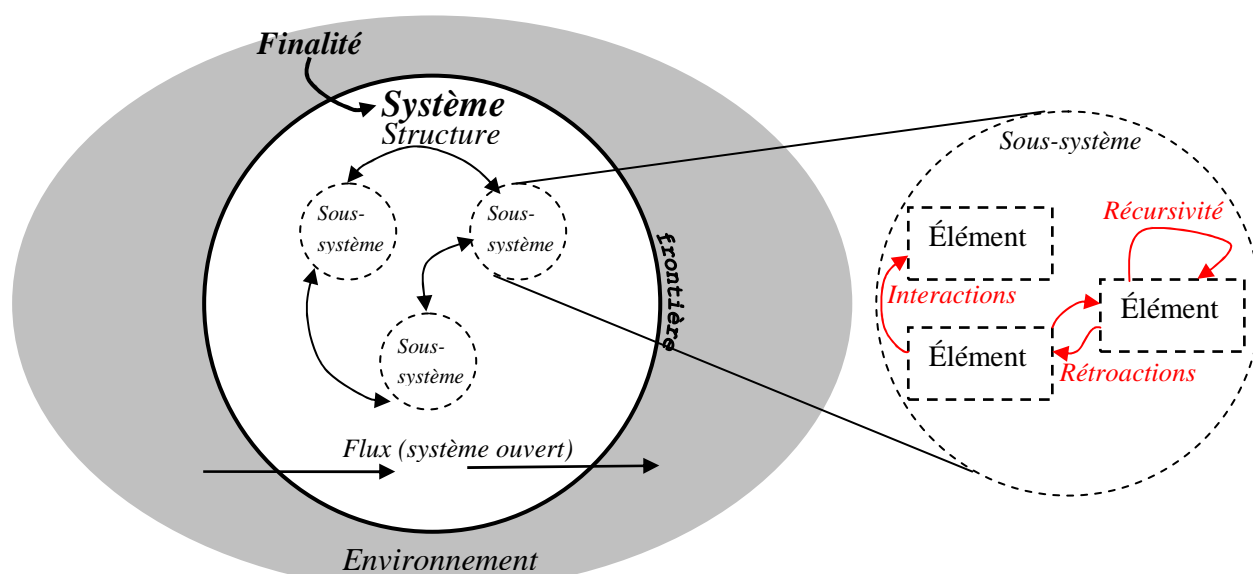 Finalité
Système
Structure
Sous-
système
Sous-
système
Sous-
système
frontière
Flux (système ouvert)
Environnement
Sous-système
Récursivité
Élément
Interactions
Élément
Élément
Rétroactions